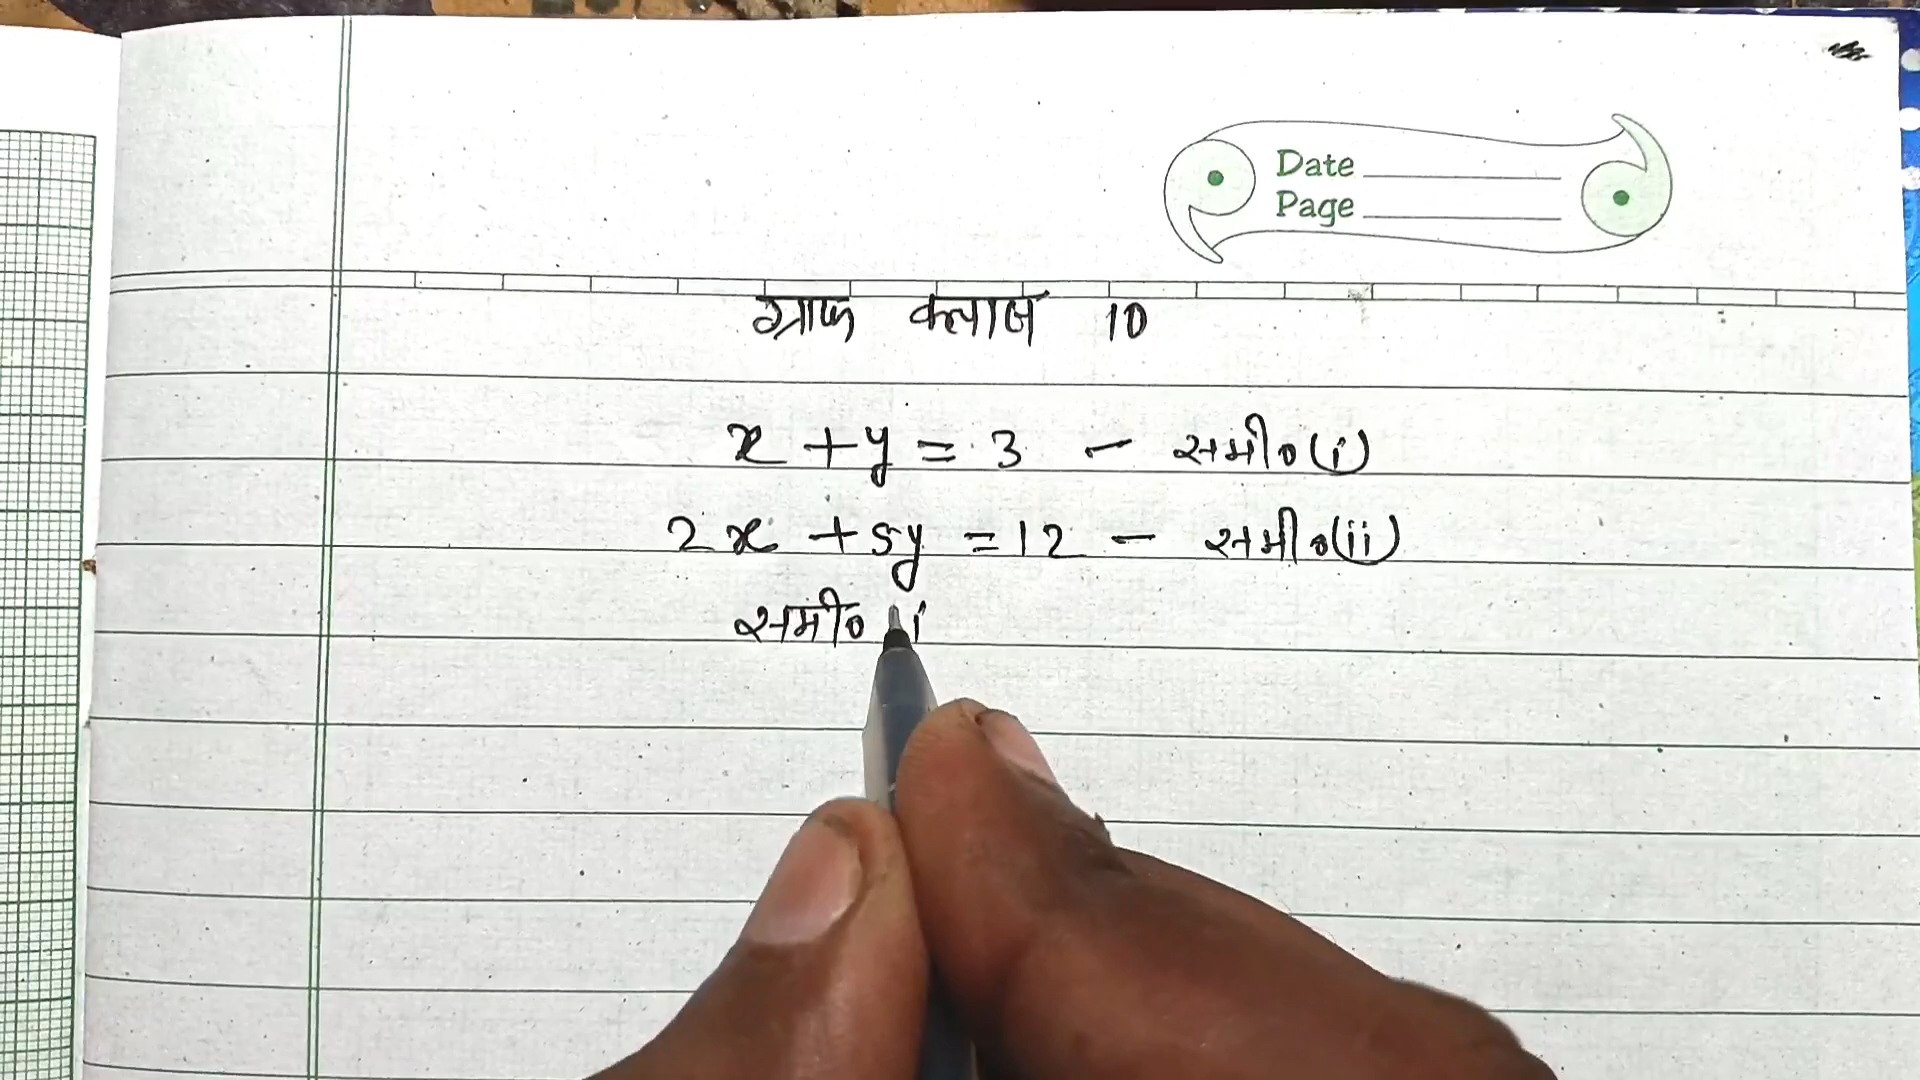 Date
Page
ग्राफ क्लास 10
x + y = 3 - समी०(i)
2x + 5y = 12 - समी०(ii)
समी० i